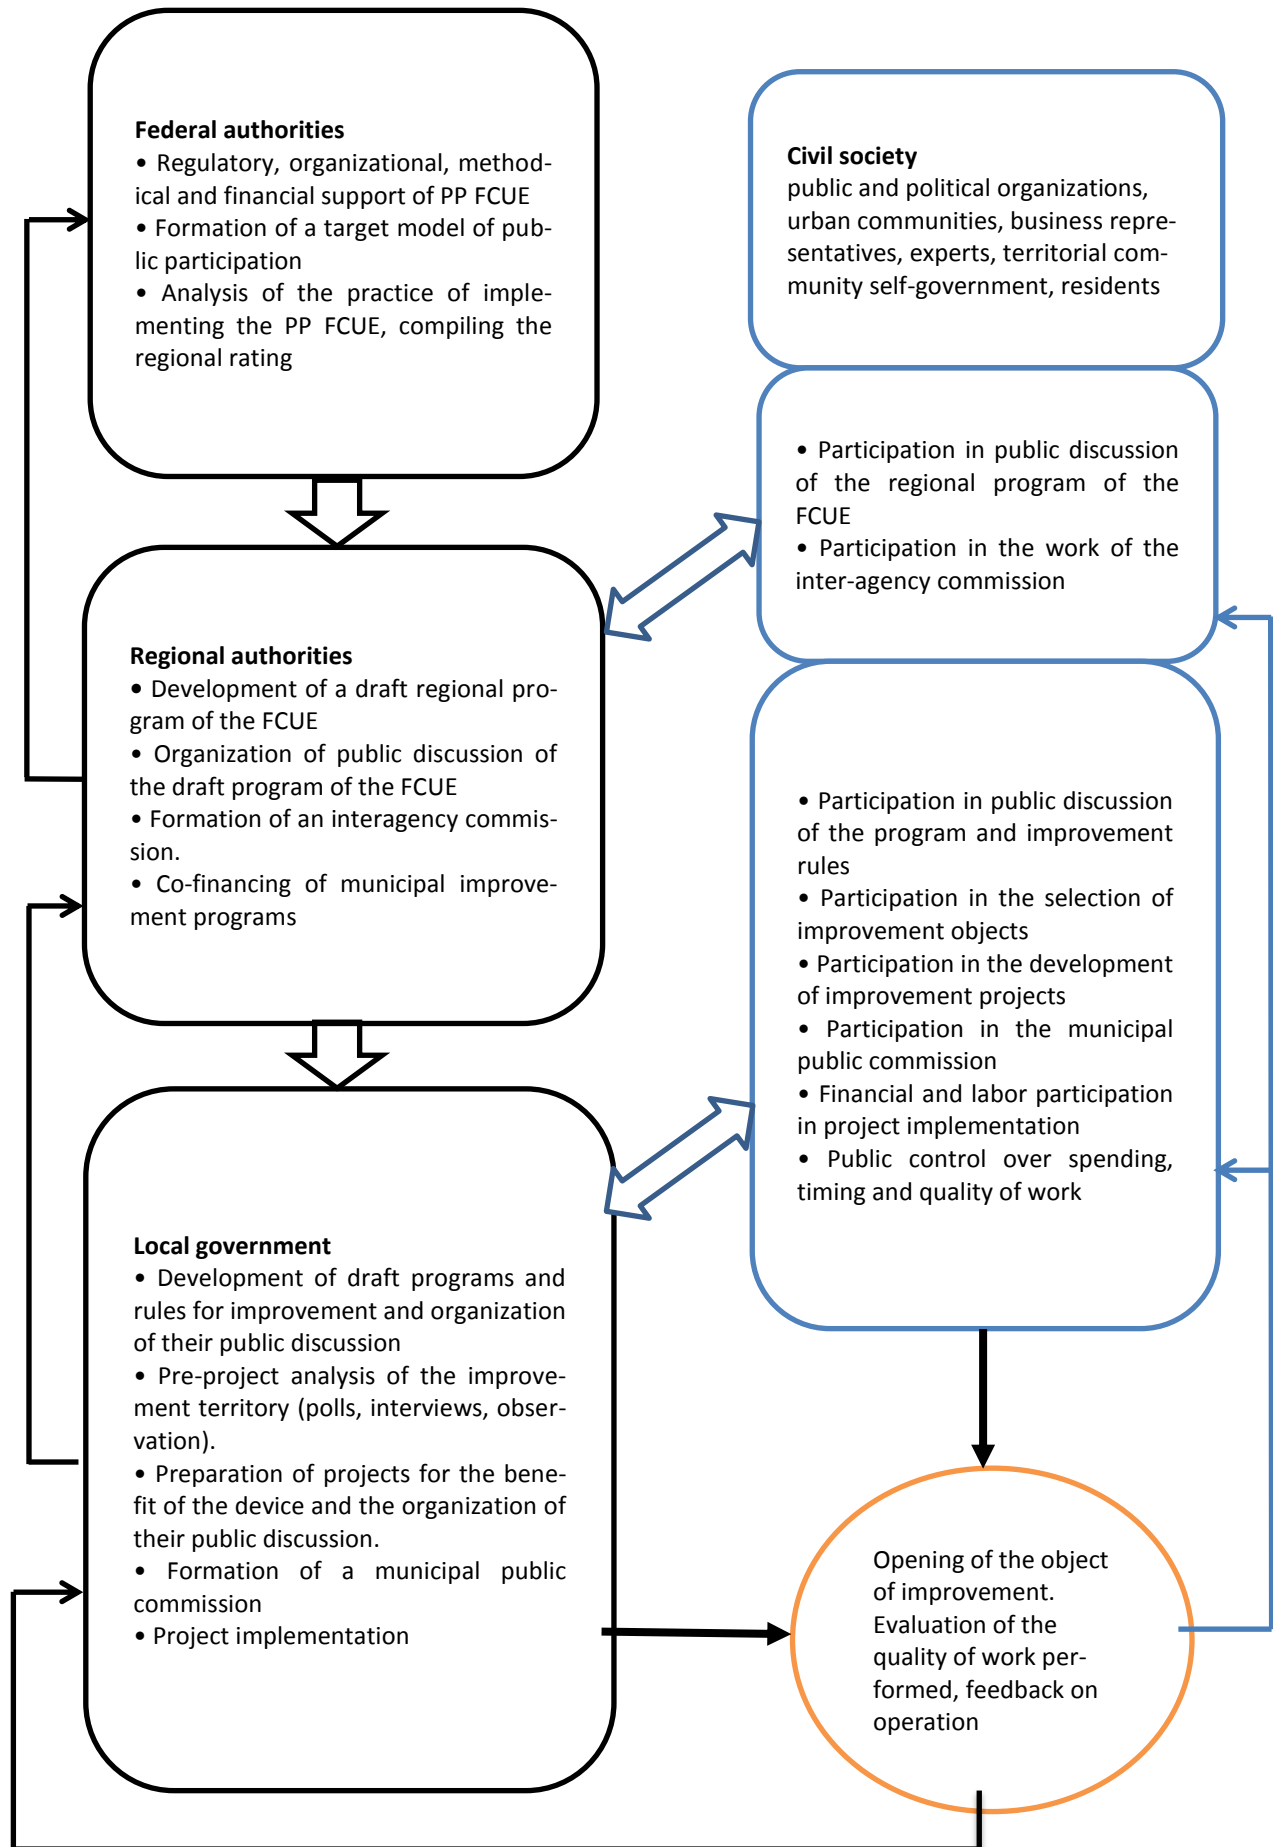 Federal authorities
• Regulatory, organizational, method-
ical and financial support of PP FCUE
• Formation of a target model of pub-
lic participation
• Analysis of the practice of imple-
menting the PP FCUE, compiling the
regional rating
Civil society
public and political organizations,
urban communities, business repre-
sentatives, experts, territorial com-
munity self-government, residents
• Participation in public discussion
of the regional program of the
FCUE
• Participation in the work of the
inter-agency commission
Regional authorities
• Development of a draft regional pro-
gram of the FCUE
• Organization of public discussion of
the draft program of the FCUE
• Formation of an interagency commis-
sion.
• Co-financing of municipal improve-
ment programs
• Participation in public discussion
of the program and improvement
rules
• Participation in the selection of
improvement objects
• Participation in the development
of improvement projects
• Participation in the municipal
public commission
• Financial and labor participation
in project implementation
• Public control over spending,
timing and quality of work
Local government
• Development of draft programs and
rules for improvement and organization
of their public discussion
• Pre-project analysis of the improve-
ment territory (polls, interviews, obser-
vation).
• Preparation of projects for the bene-
fit of the device and the organization of
their public discussion.
• Formation of a municipal public
commission
• Project implementation
Opening of the object
of improvement.
Evaluation of the
quality of work per-
formed, feedback on
operation